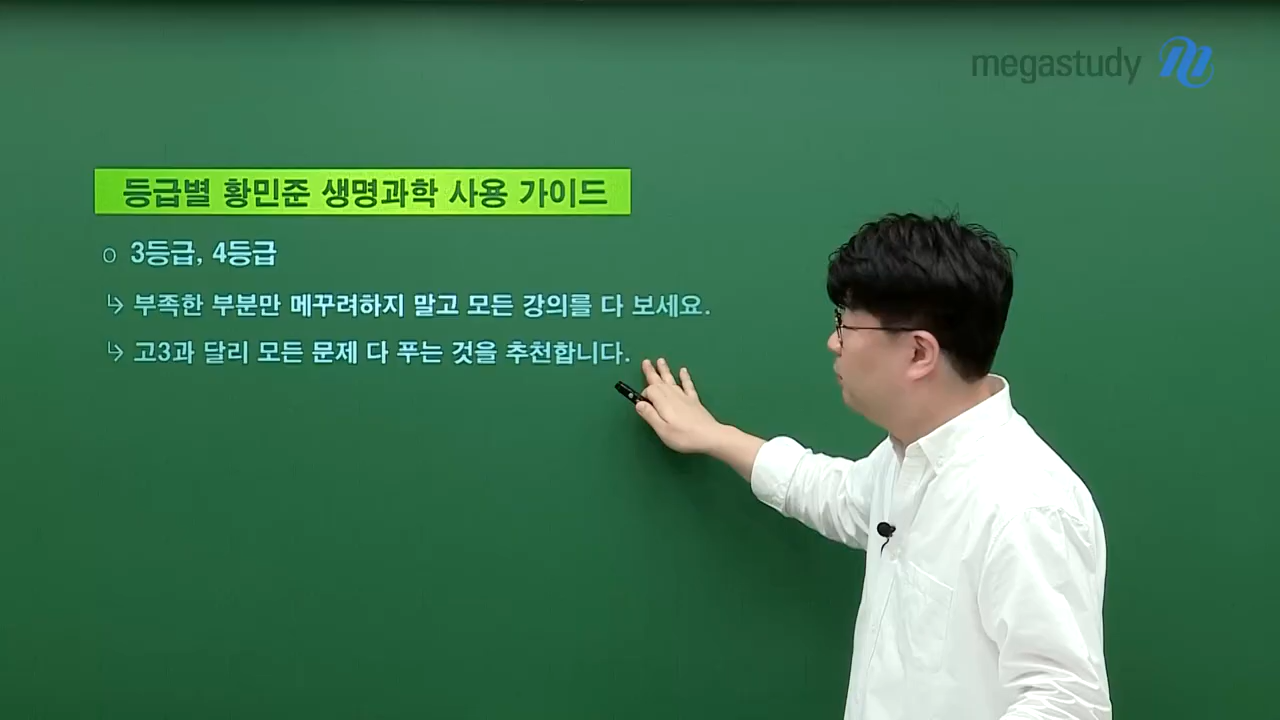 megastudy
등급별 황민준 생명과학 사용 가이드
o 3등급, 4등급
↳ 부족한 부분만 메꾸려하지 말고 모든 강의를 다 보세요.
↳ 고3과 달리 모든 문제 다 푸는 것을 추천합니다.